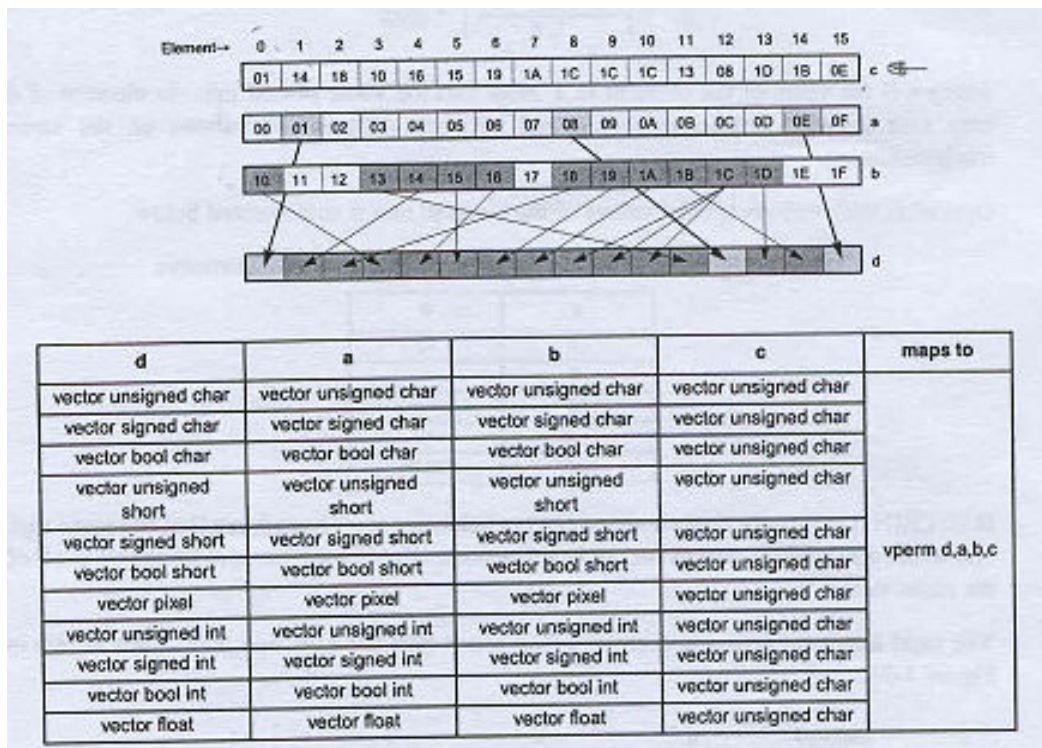 Element→ 0 1 2 3 4 5 6 7 8 9 10 11 12 13 14 15
01 14 18 10 16 15 19 1A 1C 1C 1C 13 08 1D 1B 0E c
00 01 02 03 04 05 06 07 08 09 0A 0B 0C 0D 0E 0F a
10 11 12 13 14 15 16 17 18 19 1A 1B 1C 1D 1E 1F b
d
d a b c maps to
vector unsigned char vector unsigned char vector unsigned char vector unsigned char
vector signed char vector signed char vector signed char vector unsigned char
vector bool char vector bool char vector bool char vector unsigned char
vector unsigned vector unsigned vector unsigned vector unsigned char
short short short
vector signed short vector signed short vector signed short vector unsigned char
vperm d,a,b,c
vector bool short vector bool short vector bool short vector unsigned char
vector pixel vector pixel vector pixel vector unsigned char
vector unsigned int vector unsigned int vector unsigned int vector unsigned char
vector signed int vector signed int vector signed int vector unsigned char
vector bool int vector bool int vector bool int vector unsigned char
vector float vector float vector float vector unsigned char